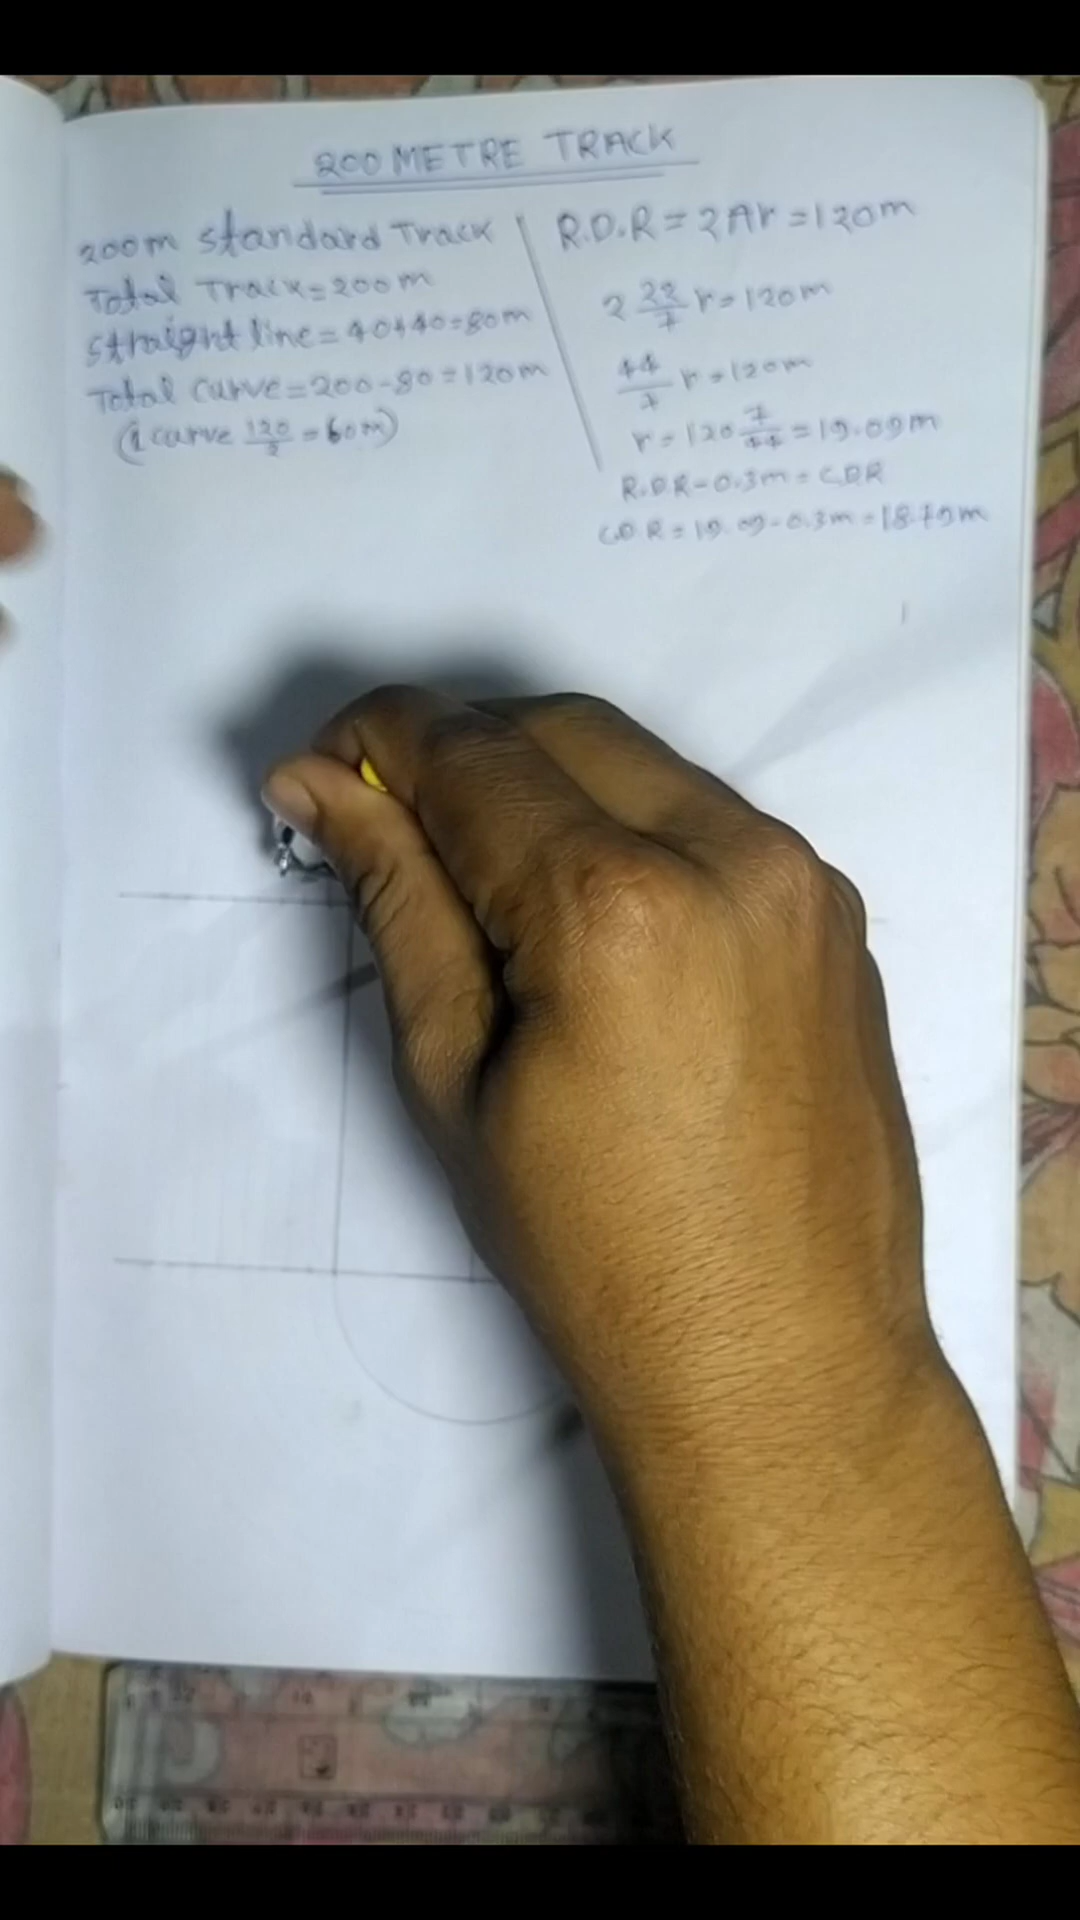 200 METRE TRACK
200m standard Track
Total Track=200m
straight line=40+40=80m
Total curve=200-80=120m
(1 curve 120/2=60m)
R.D.R=2πr=120m
2 22/7 r=120m
44/7 r=120m
r=120 7/44=19.09m
R.D.R-0.3m=C.D.R
C.D.R=19.09-0.3m=18.79m